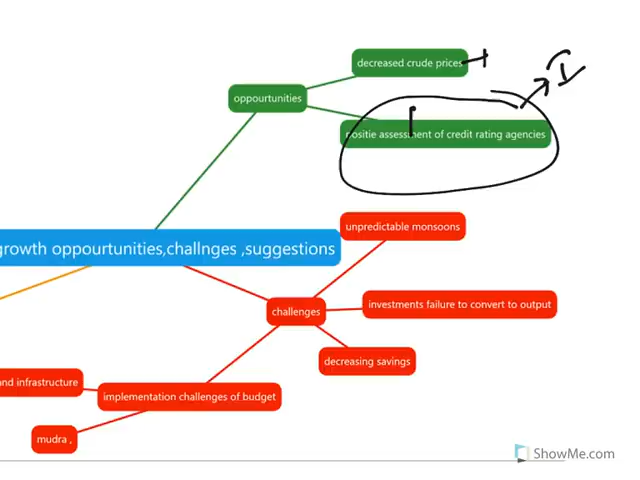 decreased crude prices
oppourtunities
positie assessment of credit rating agencies
growth oppourtunities,challnges ,suggestions
unpredictable monsoons
challenges
investments failure to convert to output
decreasing savings
and infrastructure
implementation challenges of budget
mudra ,
ShowMe.com